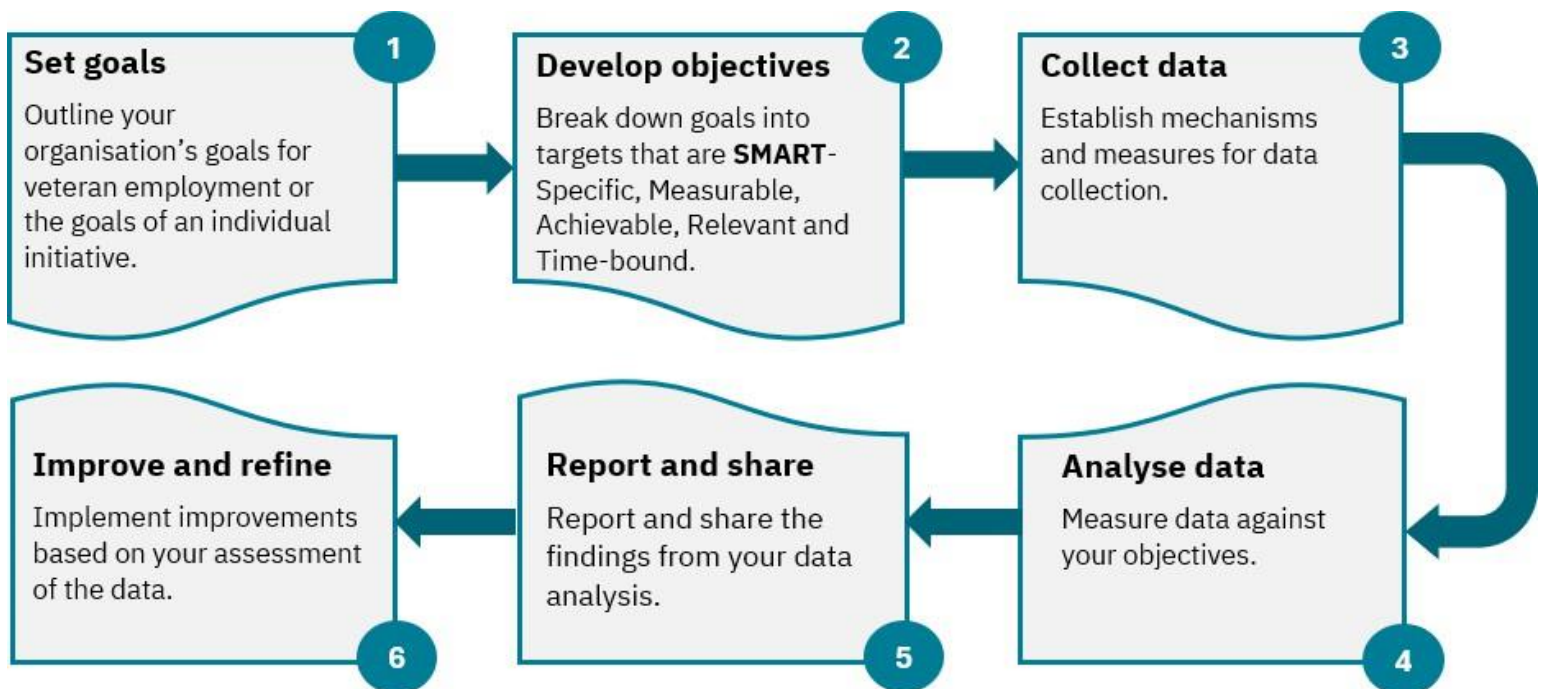 1
Set goals
Outline your
organisation’s goals for
veteran employment or
the goals of an individual
initiative.
2
Develop objectives
Break down goals into
targets that are SMART-
Specific, Measurable,
Achievable, Relevant and
Time-bound.
3
Collect data
Establish mechanisms
and measures for data
collection.
Analyse data
Measure data against
your objectives.
4
Report and share
Report and share the
findings from your data
analysis.
5
Improve and refine
Implement improvements
based on your assessment
of the data.
6